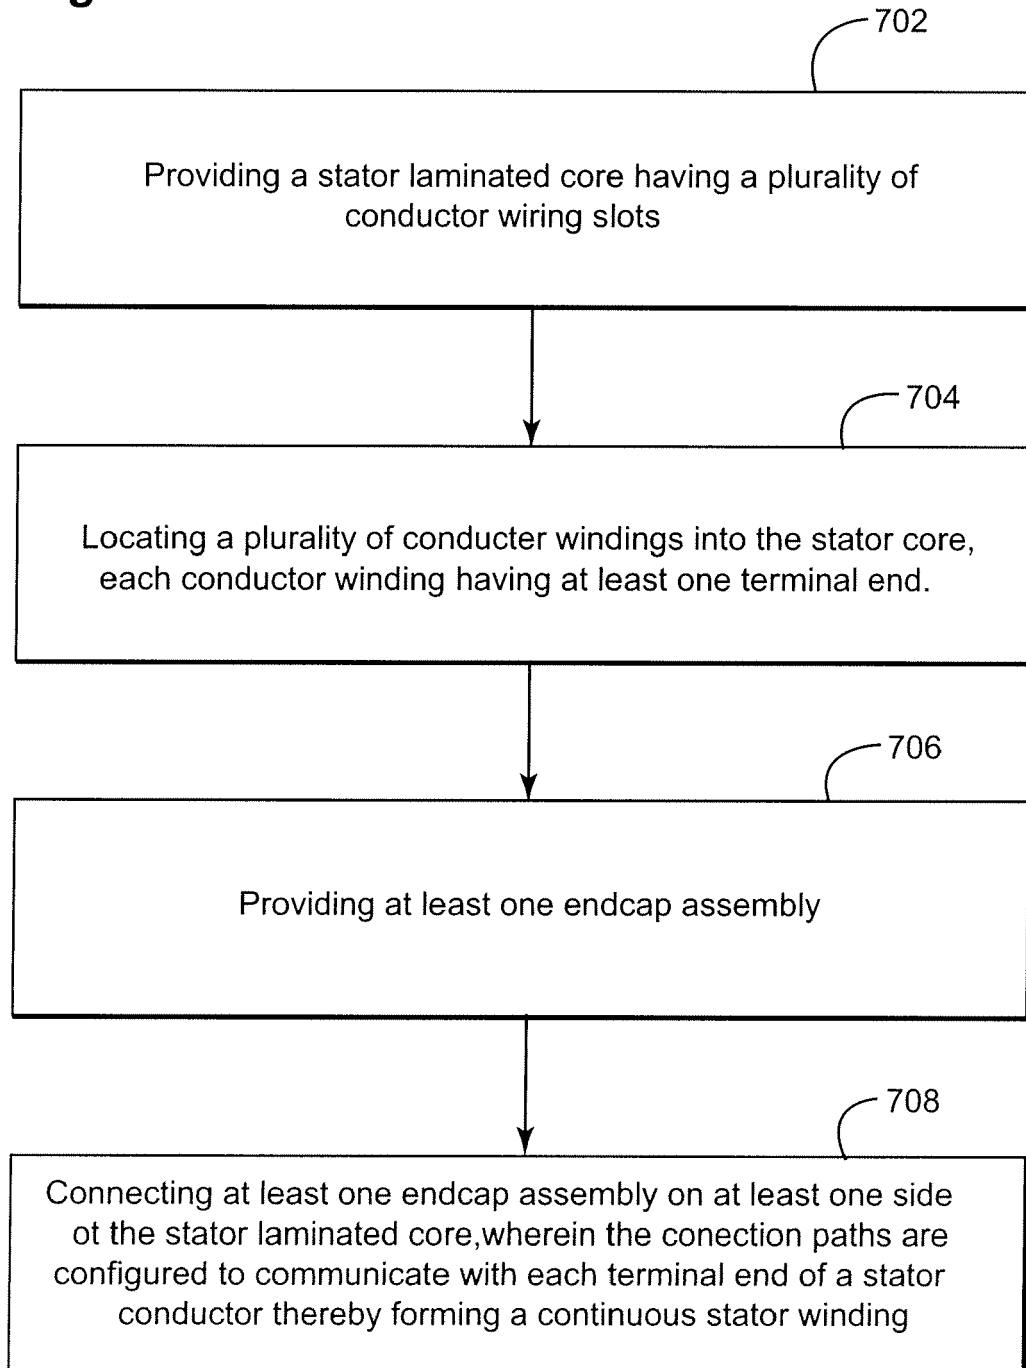 702
Providing a stator laminated core having a plurality of
conductor wiring slots
704
Locating a plurality of conducter windings into the stator core,
each conductor winding having at least one terminal end.
706
Providing at least one endcap assembly
708
Connecting at least one endcap assembly on at least one side
ot the stator laminated core,wherein the conection paths are
configured to communicate with each terminal end of a stator
conductor thereby forming a continuous stator winding